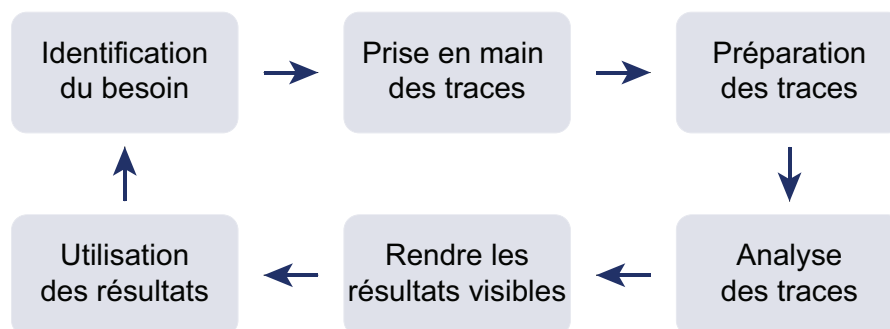 Identification
du besoin
Prise en main
des traces
Préparation
des traces
Utilisation
des résultats
Rendre les
résultats visibles
Analyse
des traces